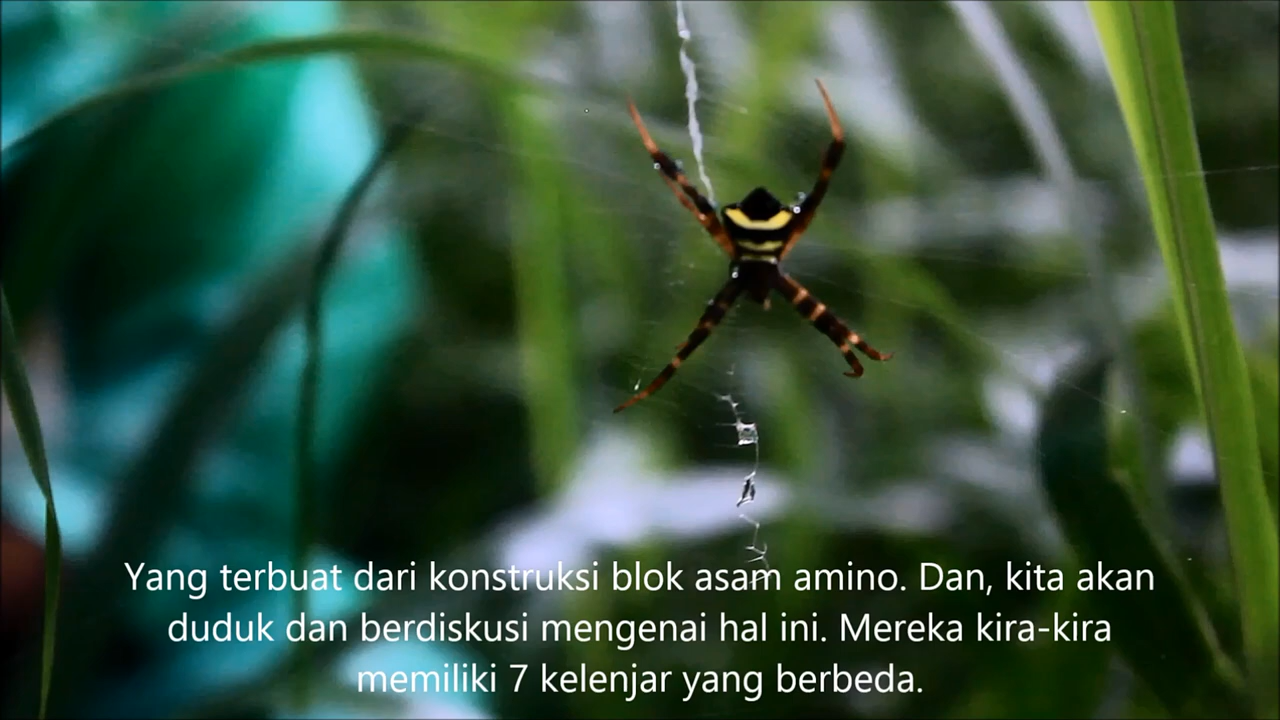 Yang terbuat dari konstruksi blok asam amino. Dan, kita akan
duduk dan berdiskusi mengenai hal ini. Mereka kira-kira
memiliki 7 kelenjar yang berbeda.